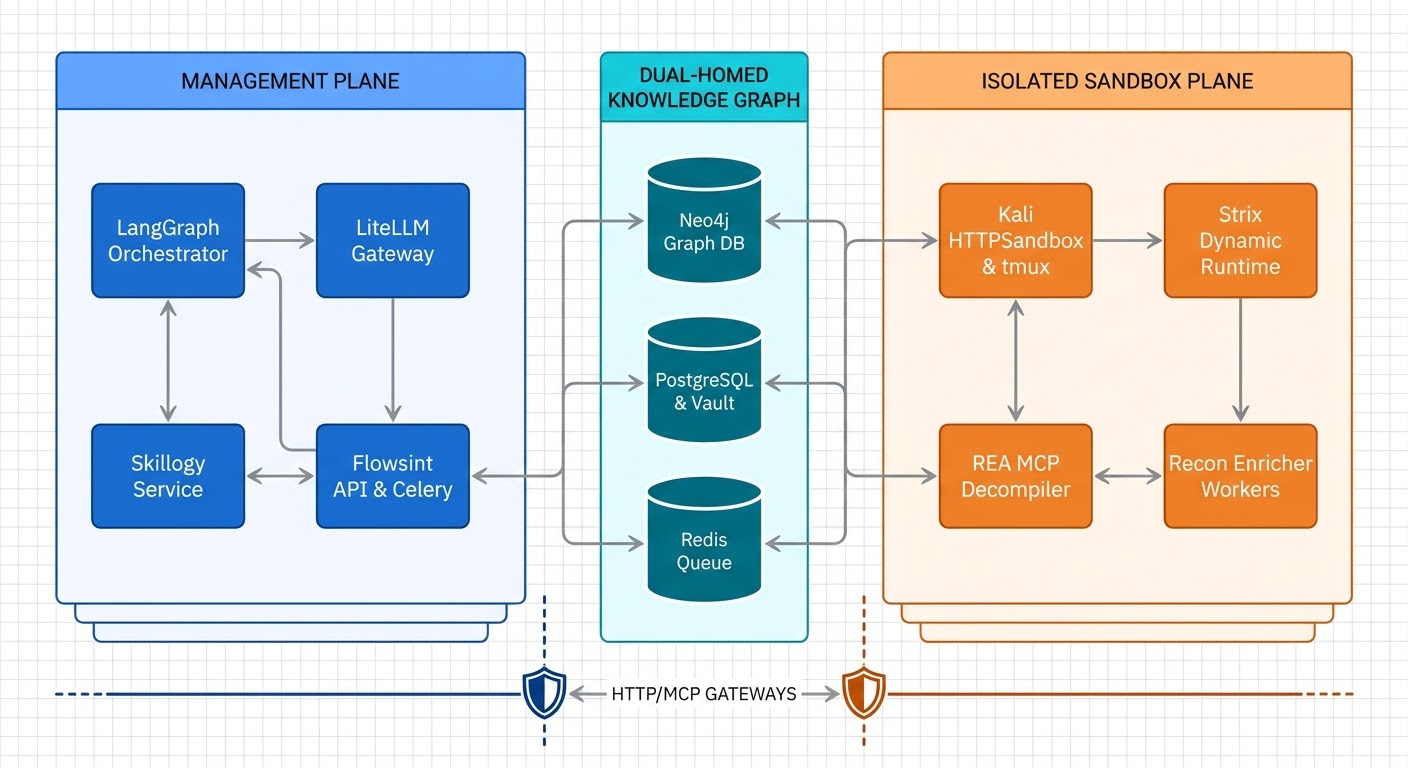 MANAGEMENT PLANE
LangGraph
Orchestrator
LiteLLM
Gateway
Skillogy
Service
Flowsint
API & Celery
DUAL-HOMED
KNOWLEDGE GRAPH
Neo4j
Graph DB
PostgreSQL
& Vault
Redis
Queue
ISOLATED SANDBOX PLANE
Kali
HTTPSandbox
& tmux
Strix
Dynamic
Runtime
REA MCP
Decompiler
Recon Enricher
Workers
HTTP/MCP GATEWAYS